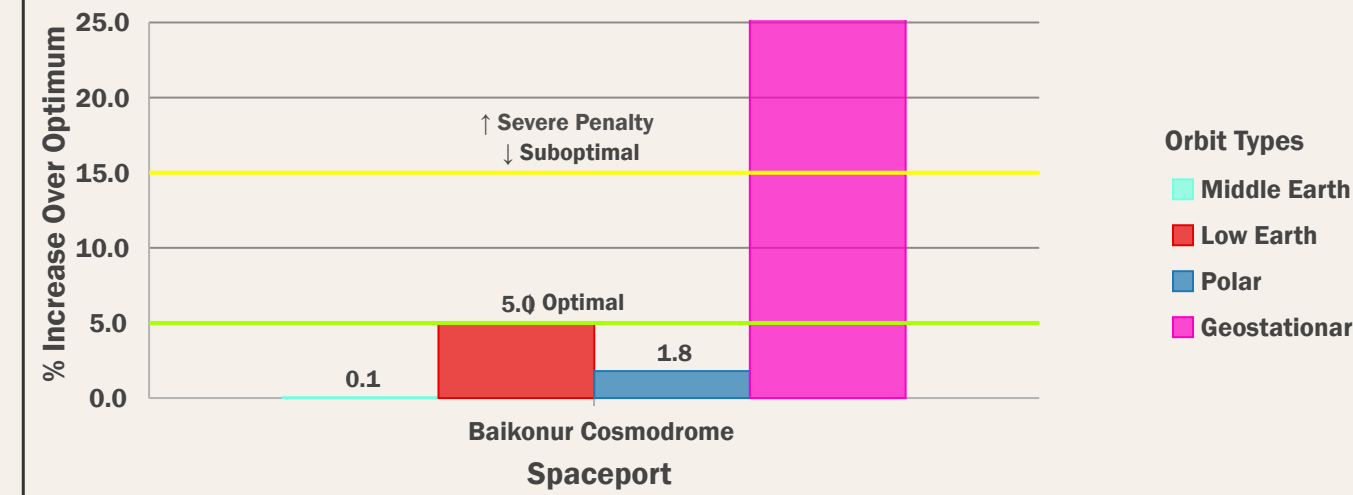 % Increase Over Optimum
25.0
20.0
15.0
10.0
5.0
0.0
↑ Severe Penalty
↓ Suboptimal
5.0
Optimal
0.1
1.8
Baikonur Cosmodrome
Spaceport
Orbit Types
Middle Earth
Low Earth
Polar
Geostationar